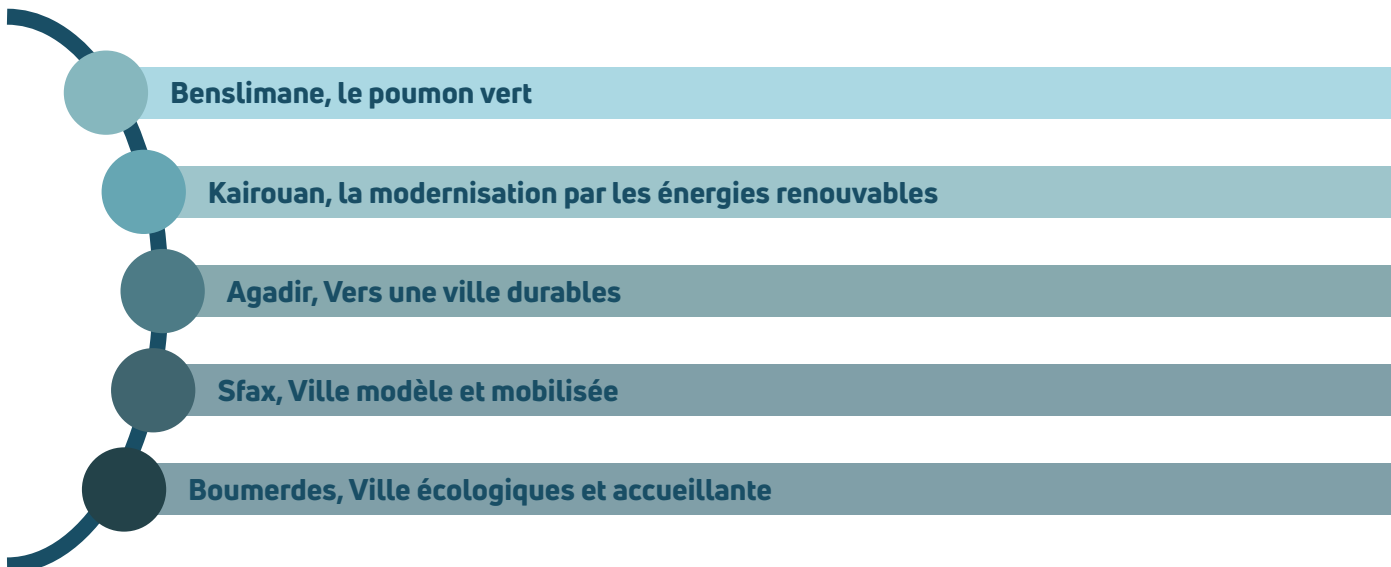 Benslimane, le poumon vert
Kairouan, la modernisation par les énergies renouvables
Agadir, Vers une ville durables
Sfax, Ville modèle et mobilisée
Boumerdes, Ville écologiques et accueillante